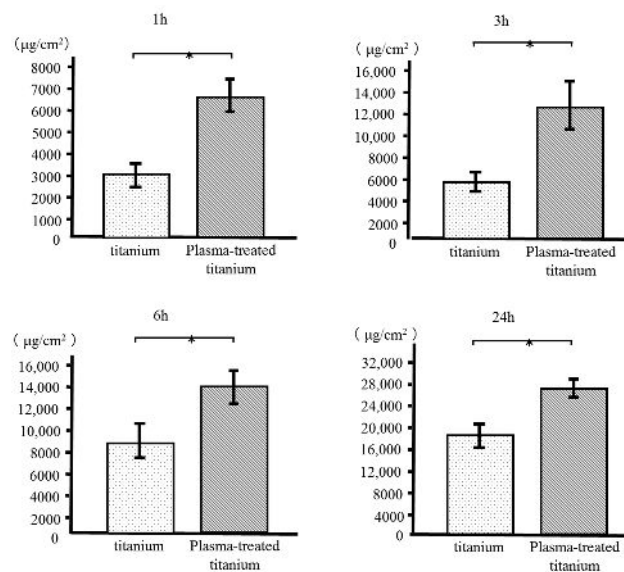 1h
(μg/cm²)
*
8000
7000
6000
5000
4000
3000
2000
1000
0
titanium
Plasma-treated
titanium
3h
(μg/cm²)
*
16,000
14,000
12,000
10,000
8000
6000
4000
2000
0
titanium
Plasma-treated
titanium
6h
( μg/cm²)
*
16,000
14,000
12,000
10,000
8000
6000
4000
2000
0
titanium
Plasma-treated
titanium
24h
( μg/cm²)
*
32,000
28,000
24,000
20,000
16,000
12,000
8000
4000
0
titanium
Plasma-treated
titanium